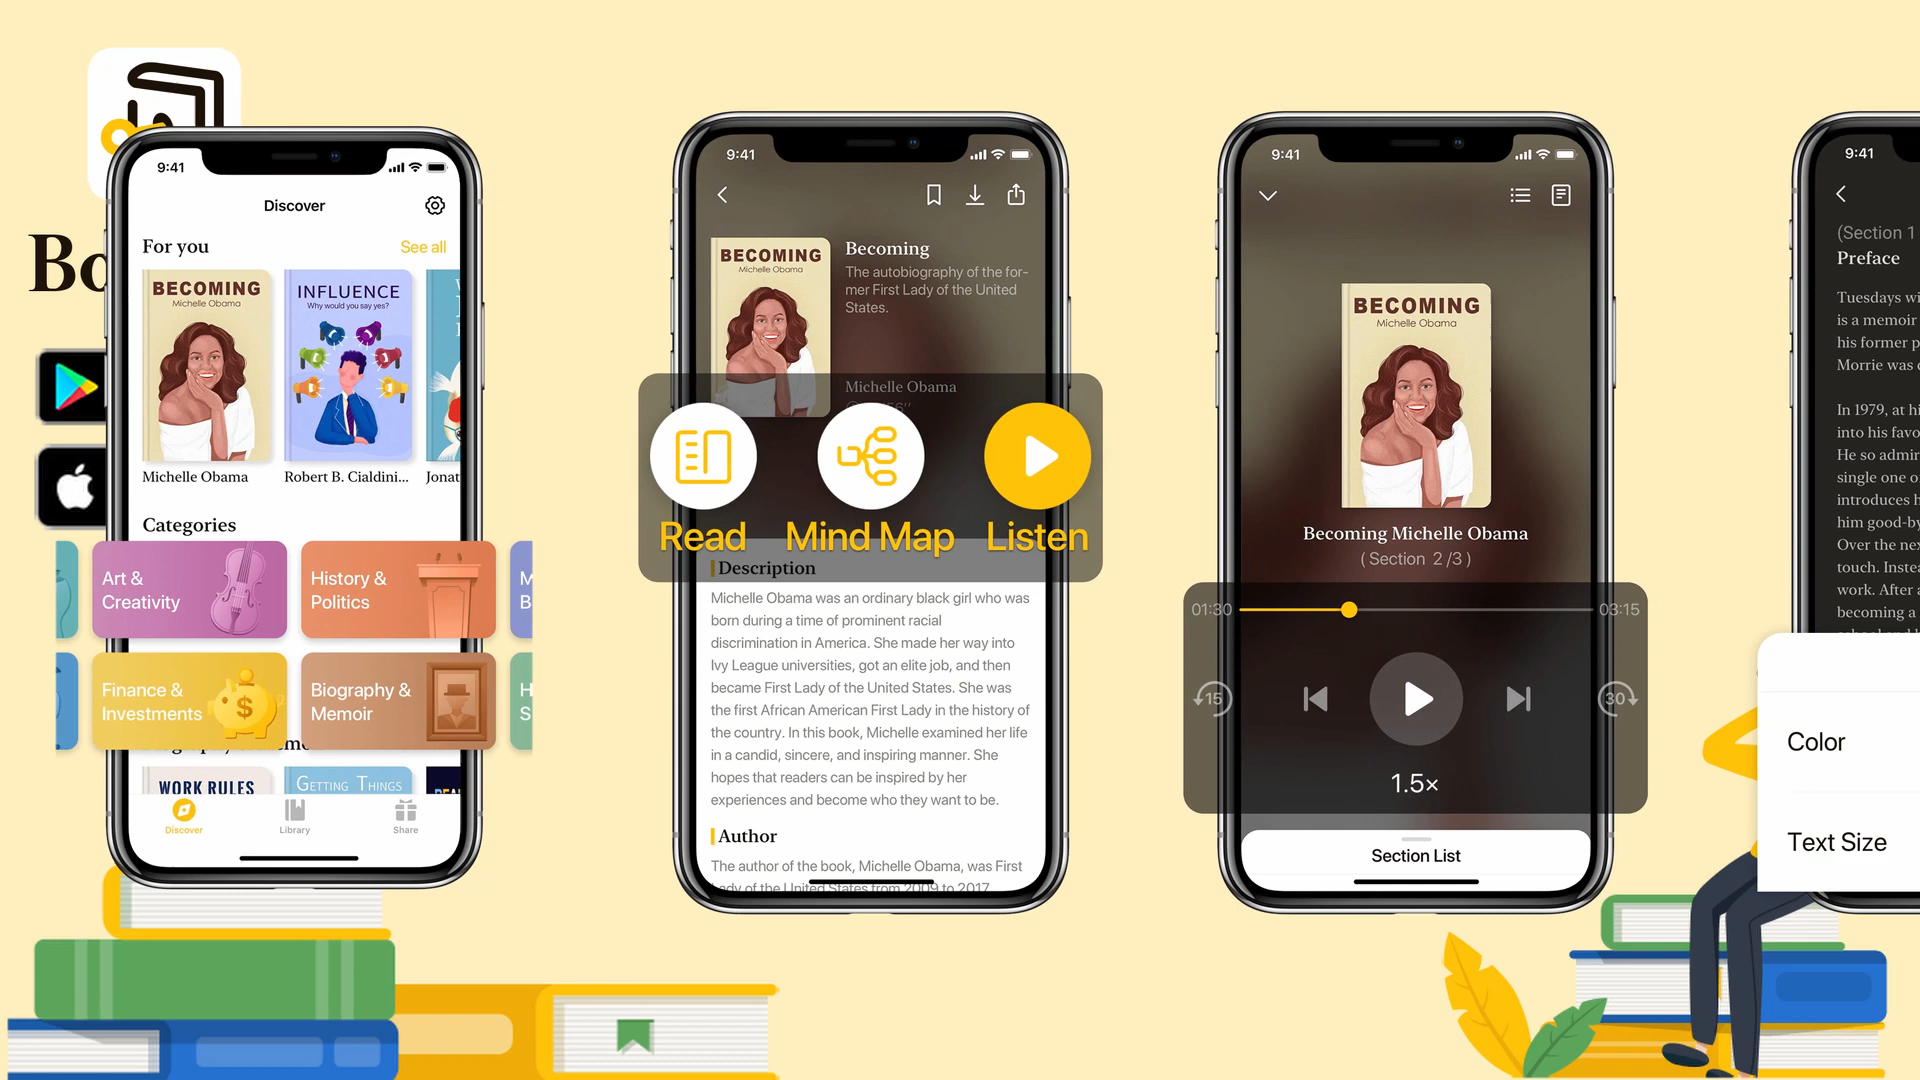 Bo
9:41
Discover
For you
See all
BECOMING
Michelle Obama
INFLUENCE
Why would you say yes?
Michelle Obama
Robert B. Cialdini...
Jonat
Categories
Art &
Creativity
History &
Politics
M
B
Finance &
Investments
$
Biography &
Memoir
H
S
WORK RULES
GETTING THINGS
Discover
Library
Share
9:41
BECOMING
Michelle Obama
Becoming
The autobiography of the for-
mer First Lady of the United
States.
Michelle Obama
Read
Mind Map
Listen
Description
Michelle Obama was an ordinary black girl who was
born during a time of prominent racial
discrimination in America. She made her way into
Ivy League universities, got an elite job, and then
became First Lady of the United States. She was
the first African American First Lady in the history of
the country. In this book, Michelle examined her life
in a candid, sincere, and inspiring manner. She
hopes that readers can be inspired by her
experiences and become who they want to be.
Author
The author of the book, Michelle Obama, was First
Lady of the United States from 2009 to 2017
9:41
BECOMING
Michelle Obama
Becoming Michelle Obama
( Section 2 /3 )
01:30
03:15
15
30
1.5×
Section List
9:41
(Section 1
Preface
Tuesdays wi
is a memoir
his former p
Morrie was
In 1979, at hi
into his favo
He so admir
single one o
introduces h
him good-by
Over the nex
touch. Instea
work. After a
becoming a
Color
Text Size